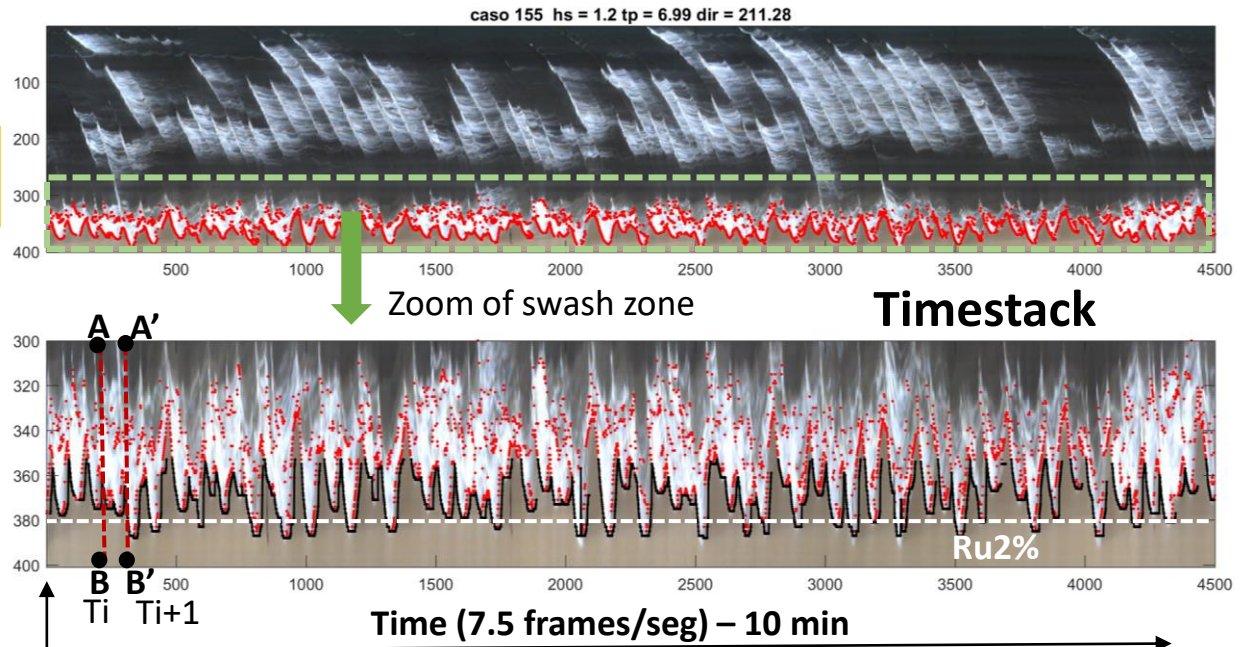 caso 155 hs = 1.2 tp = 6.99 dir = 211.28
100
200
300
400
500 1000 1500 2000 2500 3000 3500 4000 4500
Zoom of swash zone
Timestack
A A’
300
320
340
360
380
400
Ru2%
B B’
500 1000 1500 2000 2500 3000 3500 4000 4500
Ti Ti+1
Time (7.5 frames/seg) – 10 min